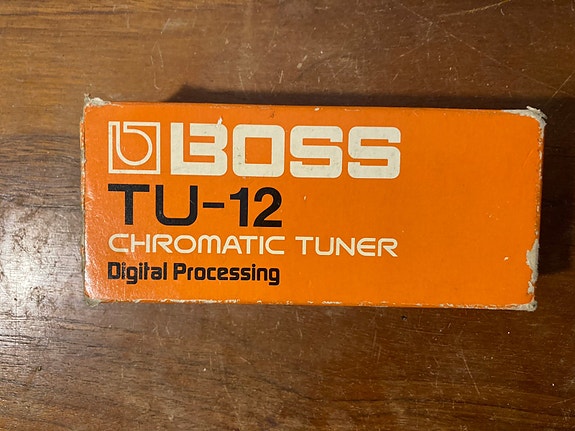 BOSS
TU-12
CHROMATIC TUNER
Digital Processing